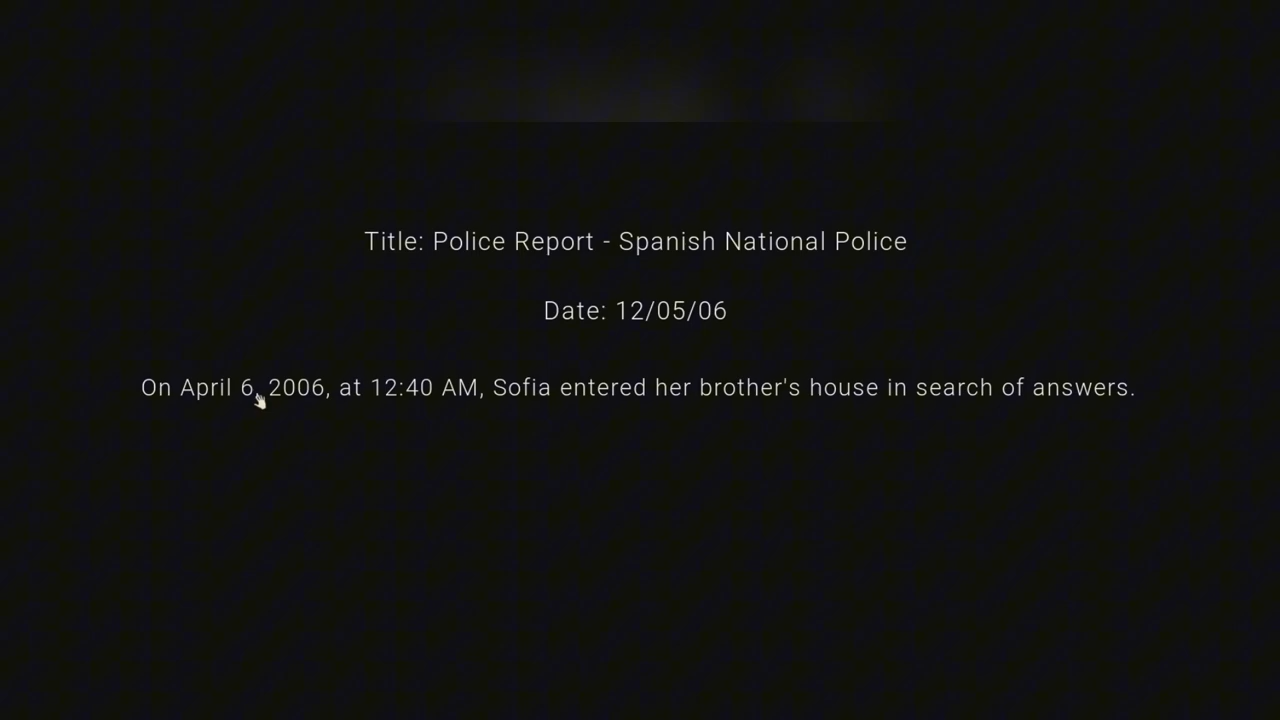 Title: Police Report - Spanish National Police
Date: 12/05/06
On April 6, 2006, at 12:40 AM, Sofia entered her brother's house in search of answers.